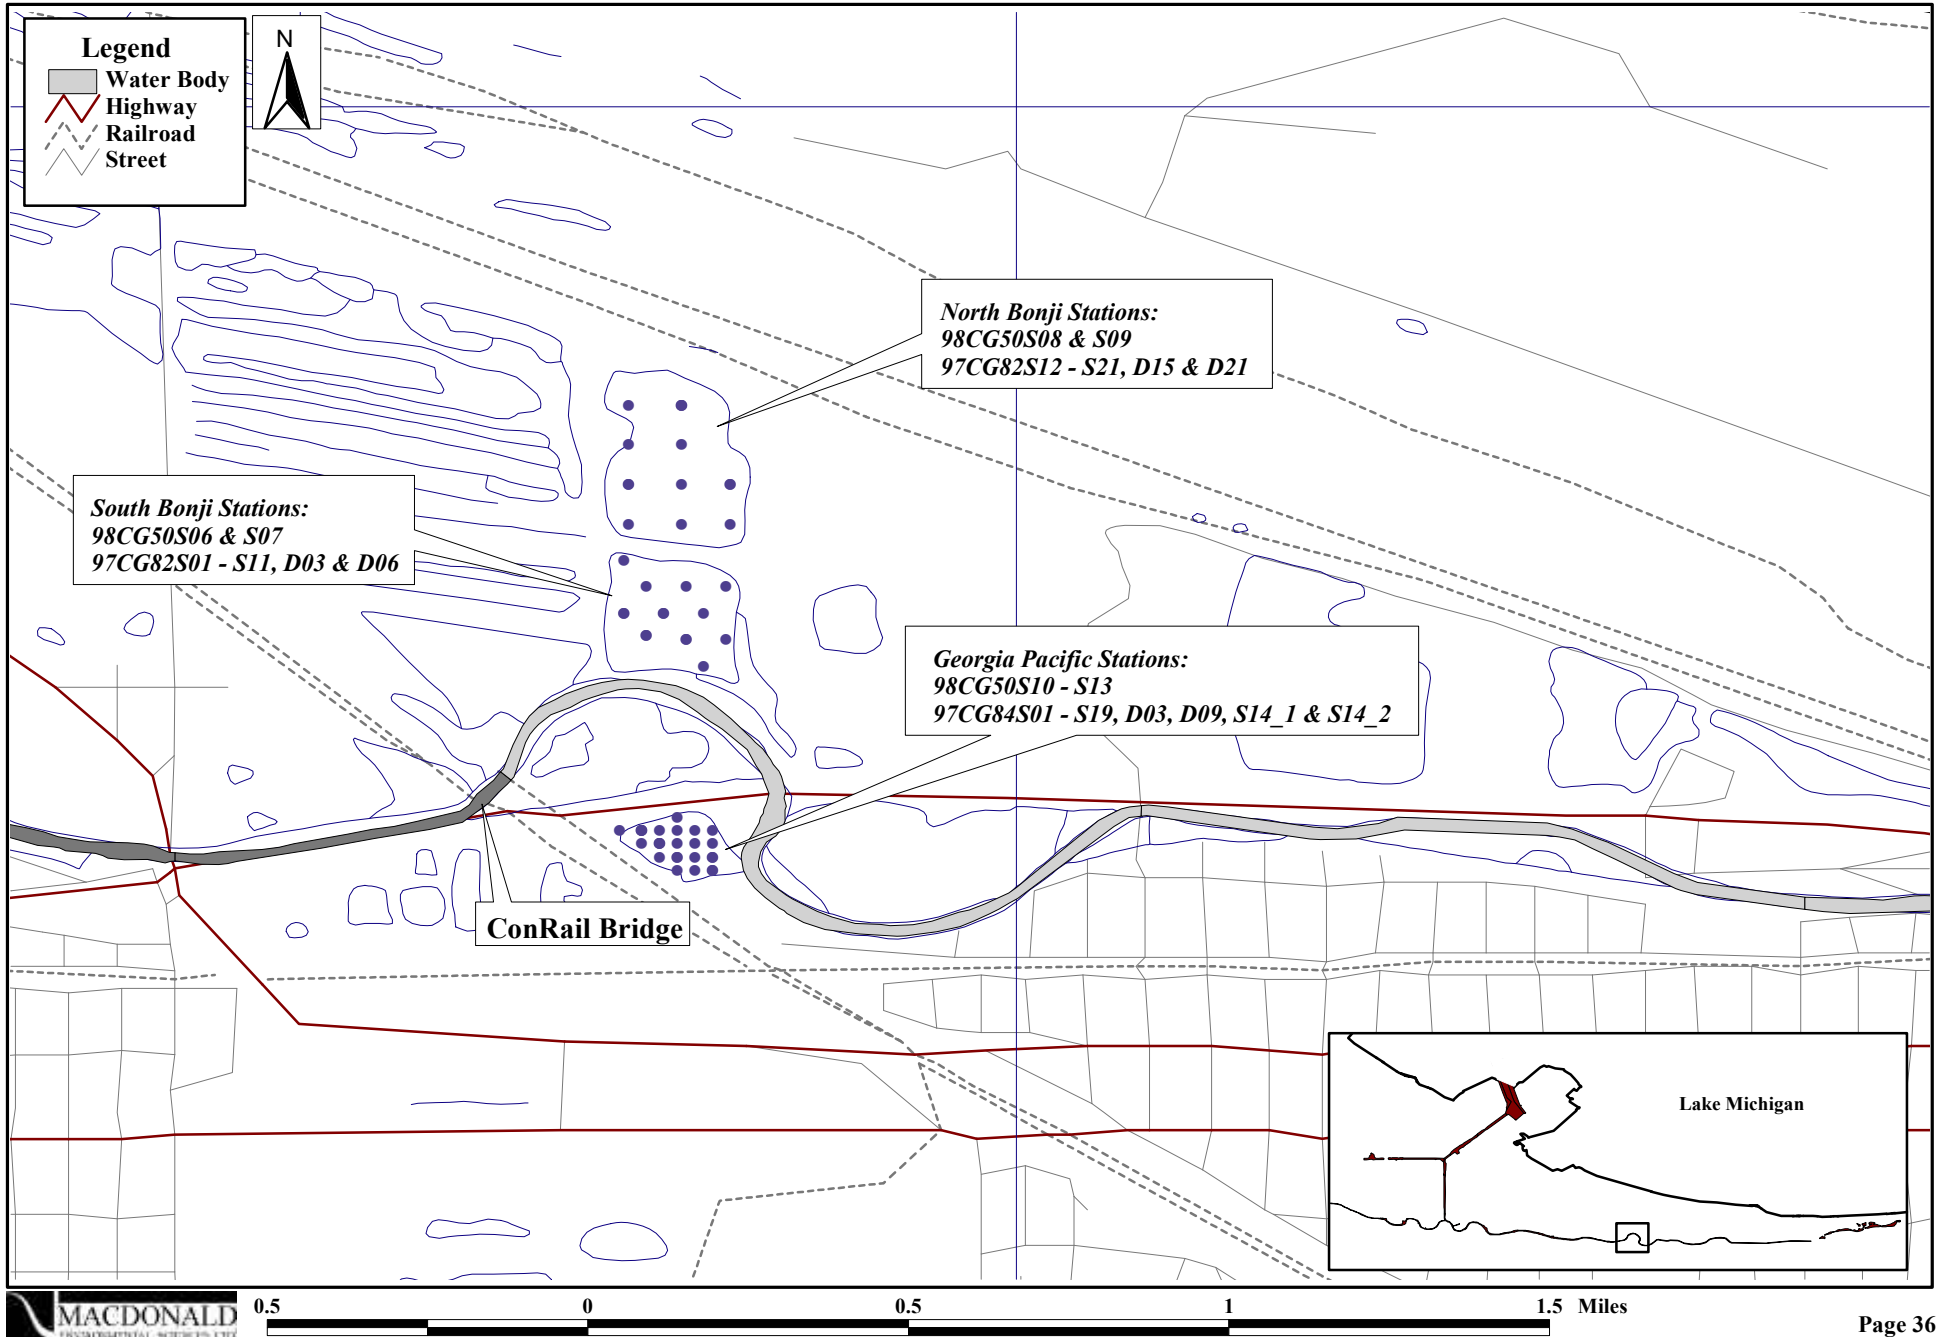 Legend
Water Body
Highway
Railroad
Street
N
North Bonji Stations:
98CG50S08 & S09
97CG82S12 - S21, D15 & D21
South Bonji Stations:
98CG50S06 & S07
97CG82S01 - S11, D03 & D06
Georgia Pacific Stations:
98CG50S10 - S13
97CG84S01 - S19, D03, D09, S14_1 & S14_2
ConRail Bridge
Lake Michigan
MACDONALD
0.5 0 0.5 1 1.5 Miles
Page 36